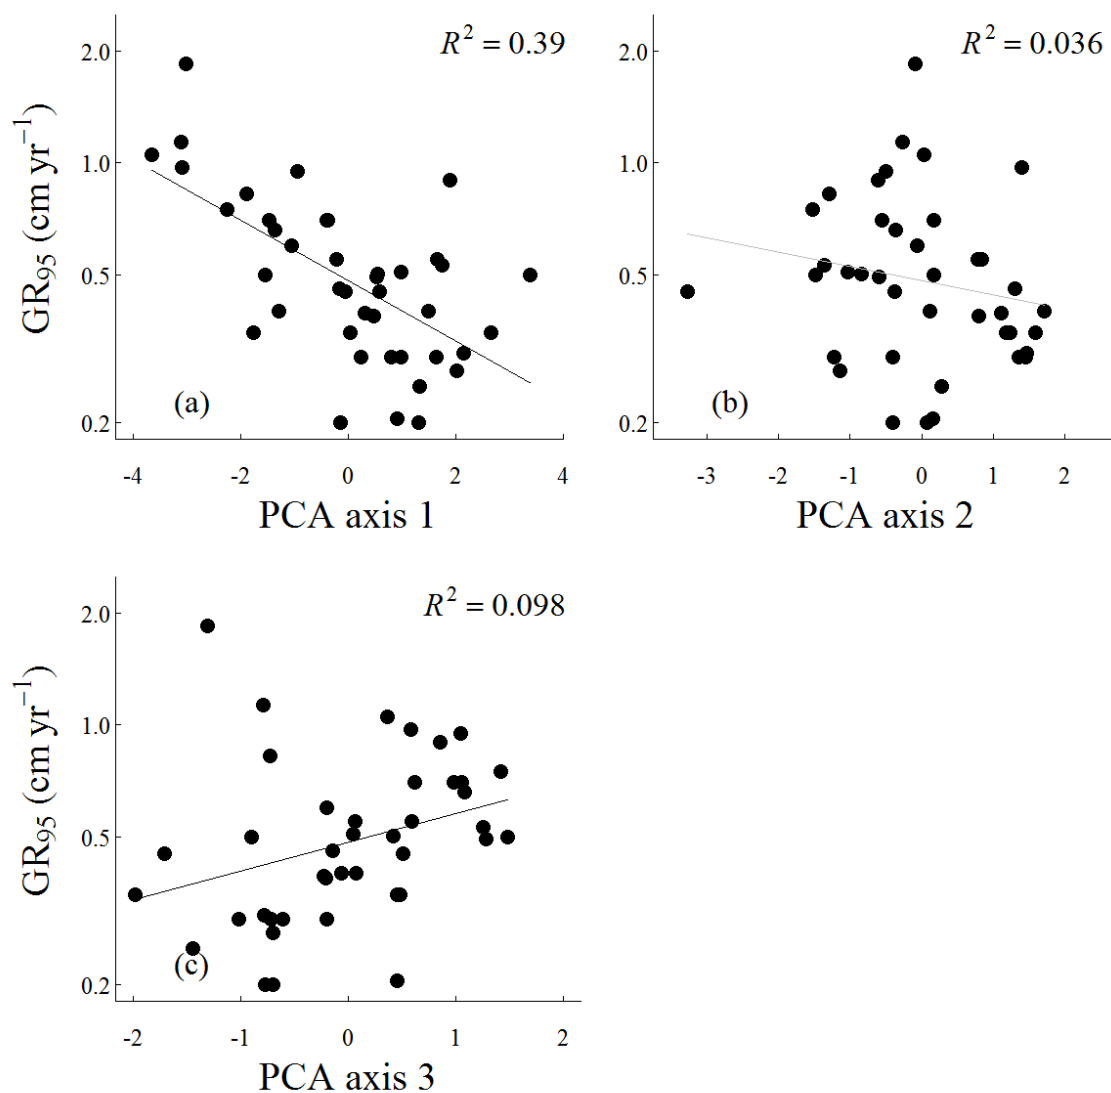 R² = 0.39
2.0
1.0
0.5
0.2
GR₉₅ (cm yr⁻¹)
(a)
-4 -2 0 2 4
PCA axis 1
R² = 0.036
2.0
1.0
0.5
0.2
(b)
-3 -2 -1 0 1 2
PCA axis 2
R² = 0.098
2.0
1.0
0.5
0.2
GR₉₅ (cm yr⁻¹)
(c)
-2 -1 0 1 2
PCA axis 3